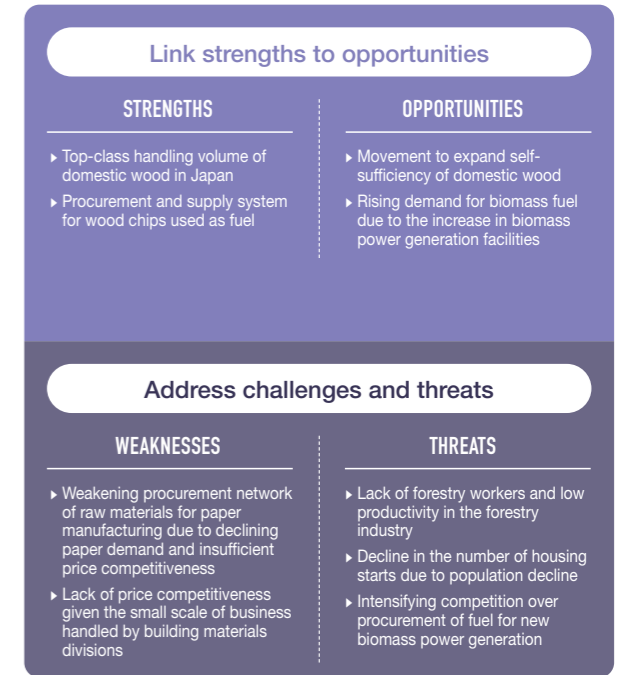 Link strengths to opportunities
STRENGTHS
▸ Top-class handling volume of
domestic wood in Japan
▸ Procurement and supply system
for wood chips used as fuel
OPPORTUNITIES
▸ Movement to expand self-
sufficiency of domestic wood
▸ Rising demand for biomass fuel
due to the increase in biomass
power generation facilities
Address challenges and threats
WEAKNESSES
▸ Weakening procurement network
of raw materials for paper
manufacturing due to declining
paper demand and insufficient
price competitiveness
▸ Lack of price competitiveness
given the small scale of business
handled by building materials
divisions
THREATS
▸ Lack of forestry workers and low
productivity in the forestry
industry
▸ Decline in the number of housing
starts due to population decline
▸ Intensifying competition over
procurement of fuel for new
biomass power generation